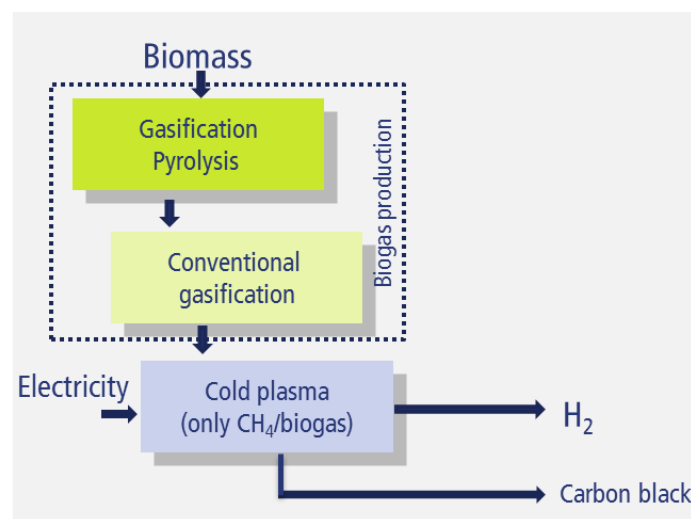 Biomass
Gasification
Pyrolysis
Biogas production
Conventional
gasification
Electricity
Cold plasma
(only CH₄/biogas)
H₂
Carbon black